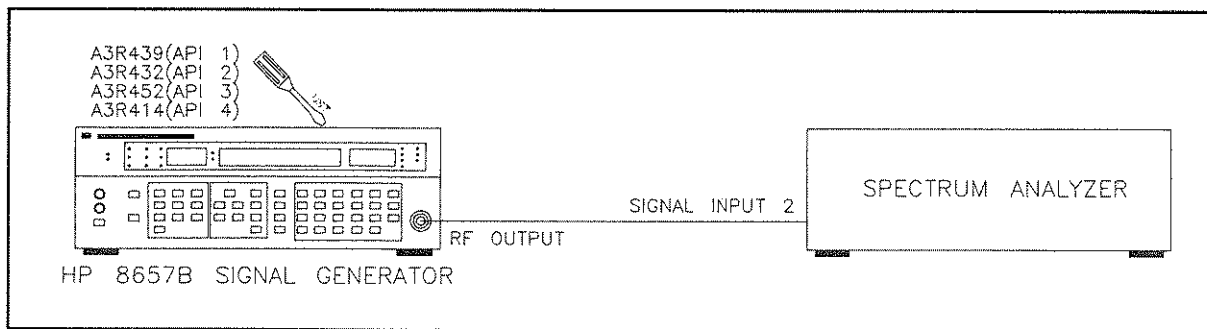 A3R439(API 1)
A3R432(API 2)
A3R452(API 3)
A3R414(API 4)
SPECTRUM ANALYZER
SIGNAL INPUT 2
RF OUTPUT
HP 8657B SIGNAL GENERATOR